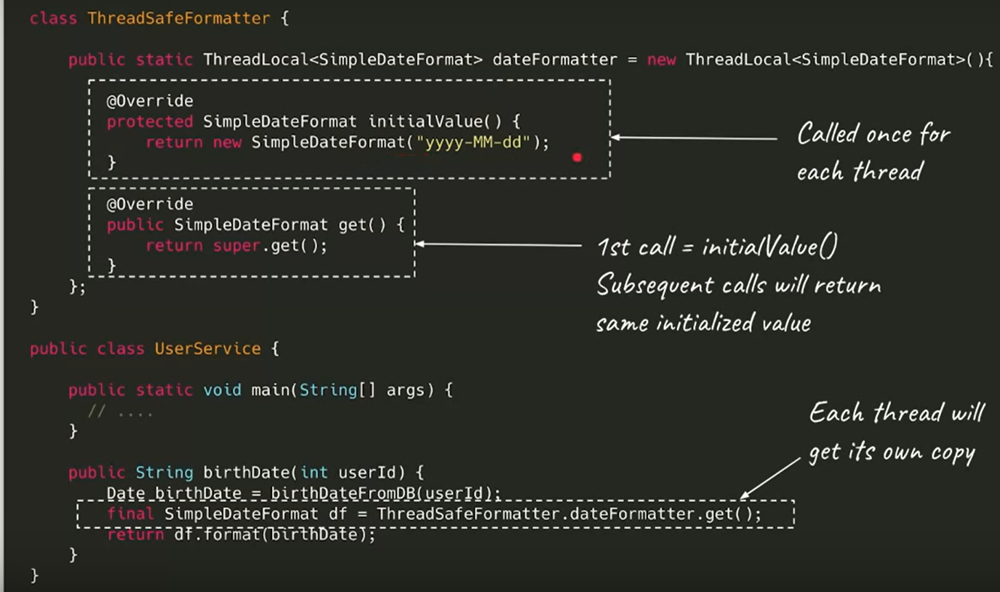 class ThreadSafeFormatter {
public static ThreadLocal<SimpleDateFormat> dateFormatter = new ThreadLocal<SimpleDateFormat>(){
@Override
protected SimpleDateFormat initialValue() {
return new SimpleDateFormat("yyyy-MM-dd");
}
Called once for
each thread
@Override
public SimpleDateFormat get() {
return super.get();
}
1st call = initialValue()
Subsequent calls will return
same initialized value
};
}
public class UserService {
public static void main(String[] args) {
// ....
}
Each thread will
get its own copy
public String birthDate(int userId) {
Date birthDate = birthDateFromDB(userId);
final SimpleDateFormat df = ThreadSafeFormatter.dateFormatter.get();
return df.format(birthDate);
}
}